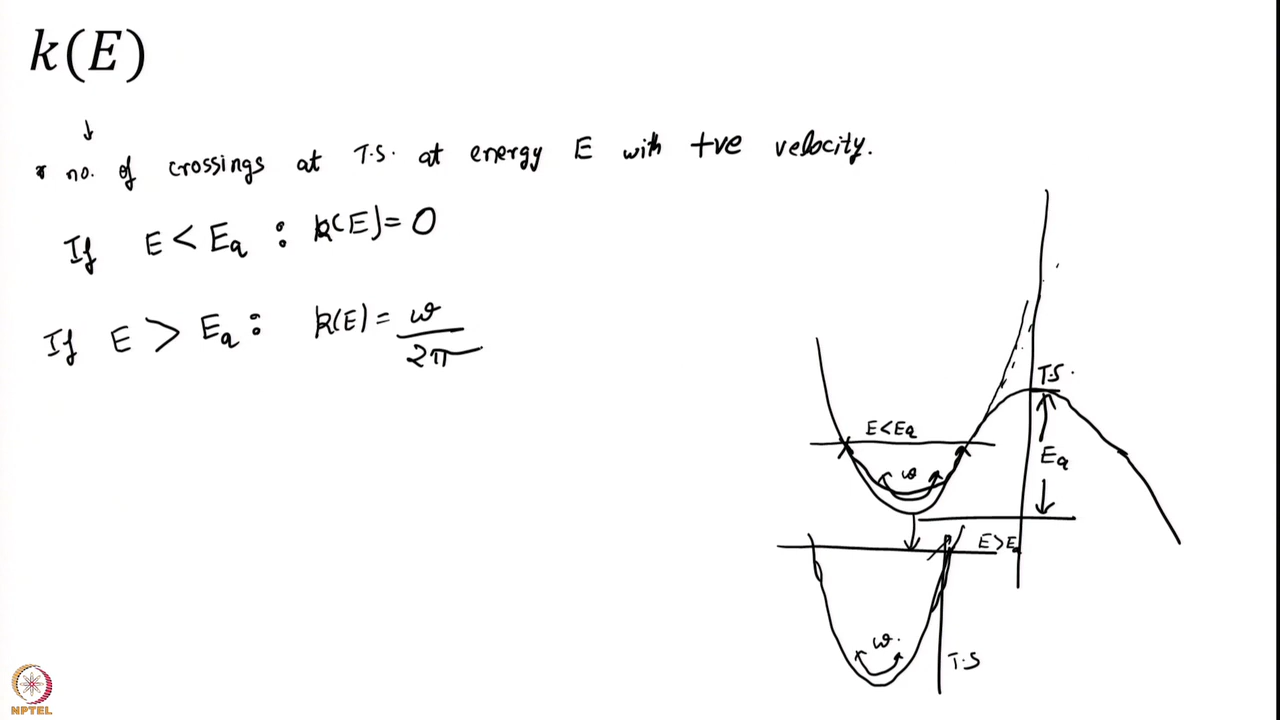 k(E)
* no. of crossings at T.S. at energy E with +ve velocity.
If E < Ea : k(E) = 0
If E > Ea : k(E) = ω/2π
T.S.
E<Ea
Ea
ω
E>Ea
ω.
T.S
NPTEL